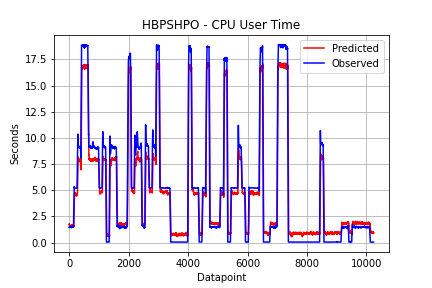 HBPSHPO - CPU User Time
Predicted
Observed
17.5
15.0
12.5
10.0
7.5
5.0
2.5
0.0
Seconds
0 2000 4000 6000 8000 10000
Datapoint